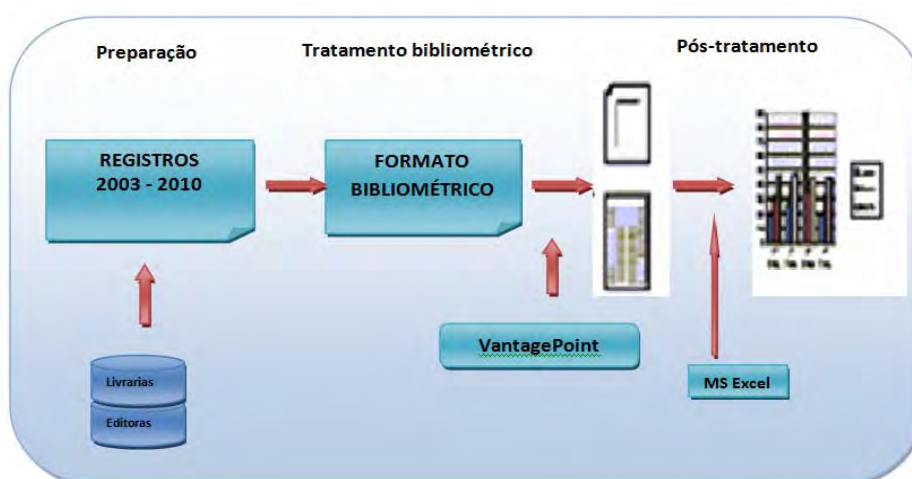 Preparação
Tratamento bibliométrico
Pós-tratamento
REGISTROS
2003 - 2010
FORMATO
BIBLIOMÉTRICO
VantagePoint
MS Excel
Livrarias
Editoras